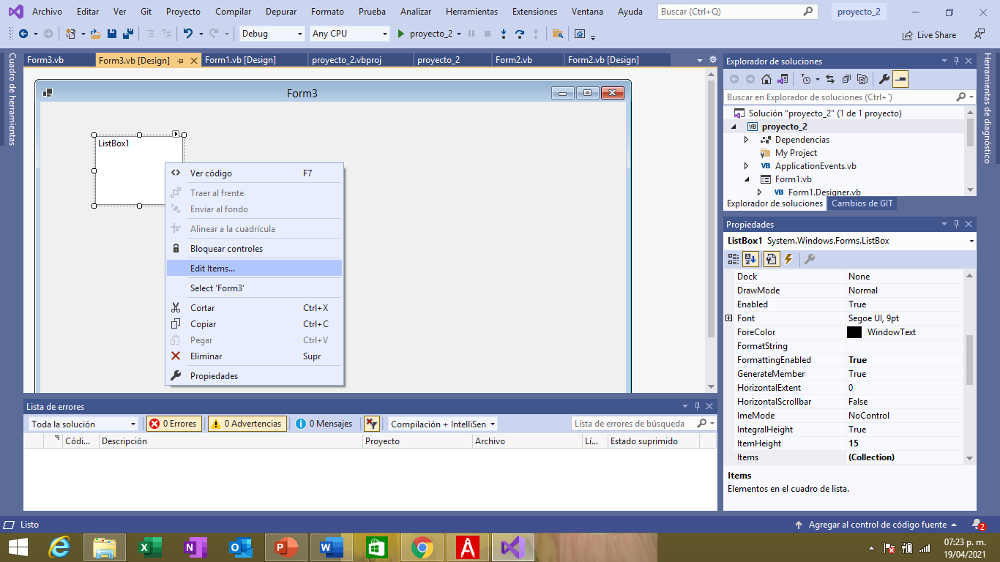 Archivo Editar Ver Git Proyecto Compilar Depurar Formato Prueba Analizar Herramientas Extensiones Ventana Ayuda Buscar (Ctrl+Q) proyecto_2
Debug Any CPU proyecto_2 Live Share
Cuadro de herramientas
Form3.vb Form3.vb [Design] Form1.vb [Design] proyecto_2.vbproj proyecto_2 Form2.vb Form2.vb [Design]
Form3
ListBox1
Ver código F7
Traer al frente
Enviar al fondo
Alinear a la cuadrícula
Bloquear controles
Edit Items...
Select 'Form3'
Cortar Ctrl+X
Copiar Ctrl+C
Pegar Ctrl+V
Eliminar Supr
Propiedades
Explorador de soluciones
Buscar en Explorador de soluciones (Ctrl+´)
Solución "proyecto_2" (1 de 1 proyecto)
VB proyecto_2
Dependencias
My Project
VB ApplicationEvents.vb
Form1.vb
VB Form1.Designer.vb
Explorador de soluciones Cambios de GIT
Herramientas de diagnóstico
Propiedades
ListBox1 System.Windows.Forms.ListBox
Dock None
DrawMode Normal
Enabled True
Font Segoe UI, 9pt
ForeColor WindowText
FormatString
FormattingEnabled True
GenerateMember True
HorizontalExtent 0
HorizontalScrollbar False
ImeMode NoControl
IntegralHeight True
ItemHeight 15
Items (Collection)
Items
Elementos en el cuadro de lista.
Lista de errores
Toda la solución 0 Errores 0 Advertencias 0 Mensajes Compilación + IntelliSen Lista de errores de búsqueda
Códi... Descripción Proyecto Archivo Lí... Estado suprimido
Listo Agregar al control de código fuente 2
07:23 p. m.
19/04/2021